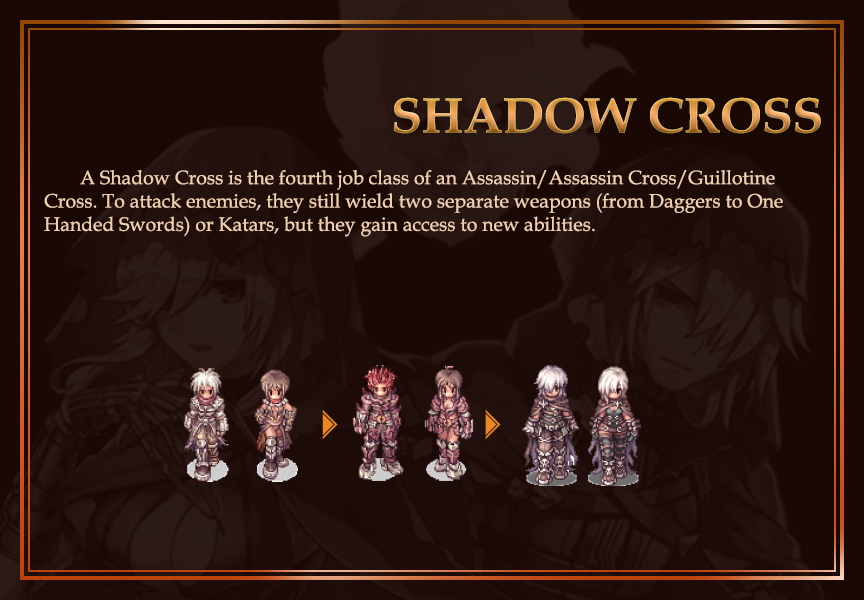 SHADOW CROSS
A Shadow Cross is the fourth job class of an Assassin/Assassin Cross/Guillotine
Cross. To attack enemies, they still wield two separate weapons (from Daggers to One
Handed Swords) or Katars, but they gain access to new abilities.